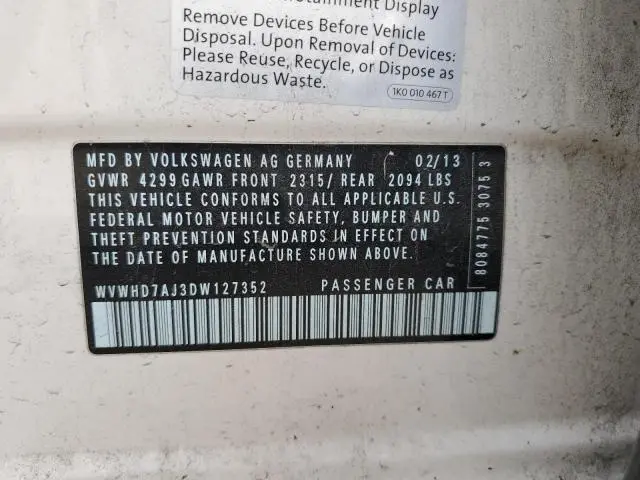 tainment Display
Remove Devices Before Vehicle
Disposal. Upon Removal of Devices:
Please Reuse, Recycle, or Dispose as
Hazardous Waste.
1K0 010 467 T
MFD BY VOLKSWAGEN AG GERMANY 02/13
GVWR 4299 GAWR FRONT 2315/ REAR 2094 LBS
THIS VEHICLE CONFORMS TO ALL APPLICABLE U.S.
FEDERAL MOTOR VEHICLE SAFETY, BUMPER AND
THEFT PREVENTION STANDARDS IN EFFECT ON
THE DATE OF MANUFACTURE SHOWN ABOVE.
WVWHD7AJ3DW127352 PASSENGER CAR
8084775 3075 3